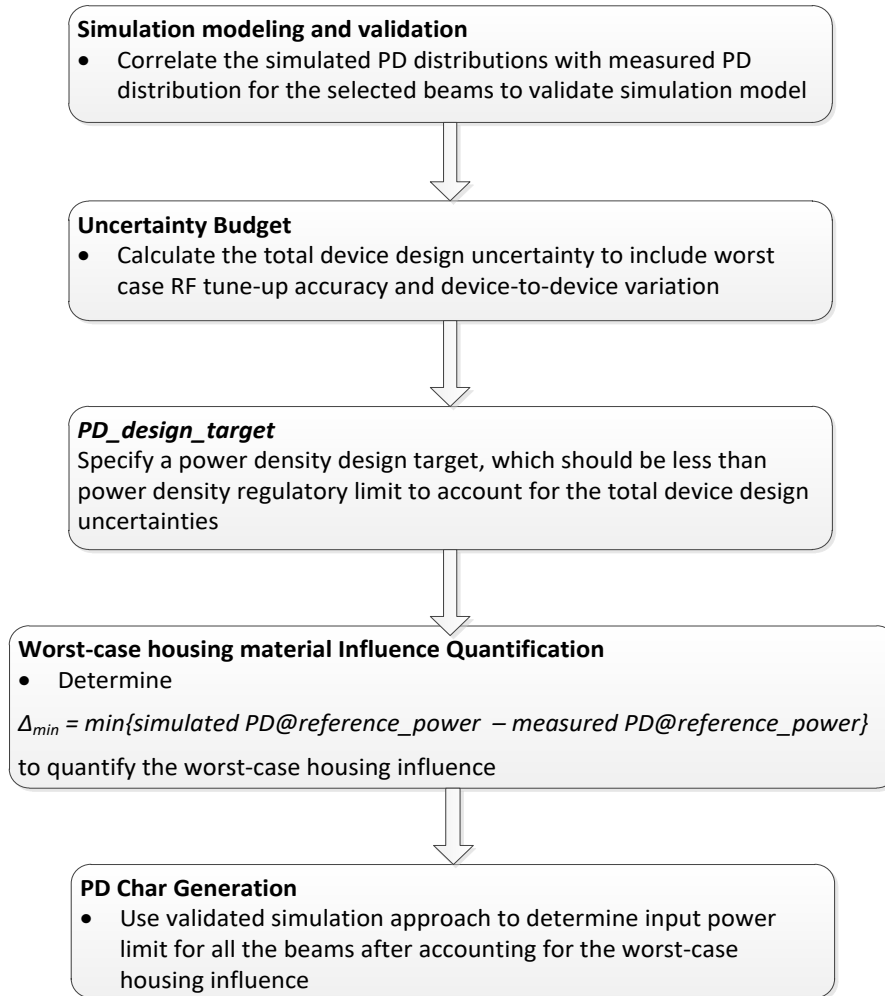 Simulation modeling and validation
• Correlate the simulated PD distributions with measured PD
distribution for the selected beams to validate simulation model
Uncertainty Budget
• Calculate the total device design uncertainty to include worst
case RF tune-up accuracy and device-to-device variation
PD_design_target
Specify a power density design target, which should be less than
power density regulatory limit to account for the total device design
uncertainties
Worst-case housing material Influence Quantification
• Determine
Δmin = min{simulated PD@reference_power – measured PD@reference_power}
to quantify the worst-case housing influence
PD Char Generation
• Use validated simulation approach to determine input power
limit for all the beams after accounting for the worst-case
housing influence